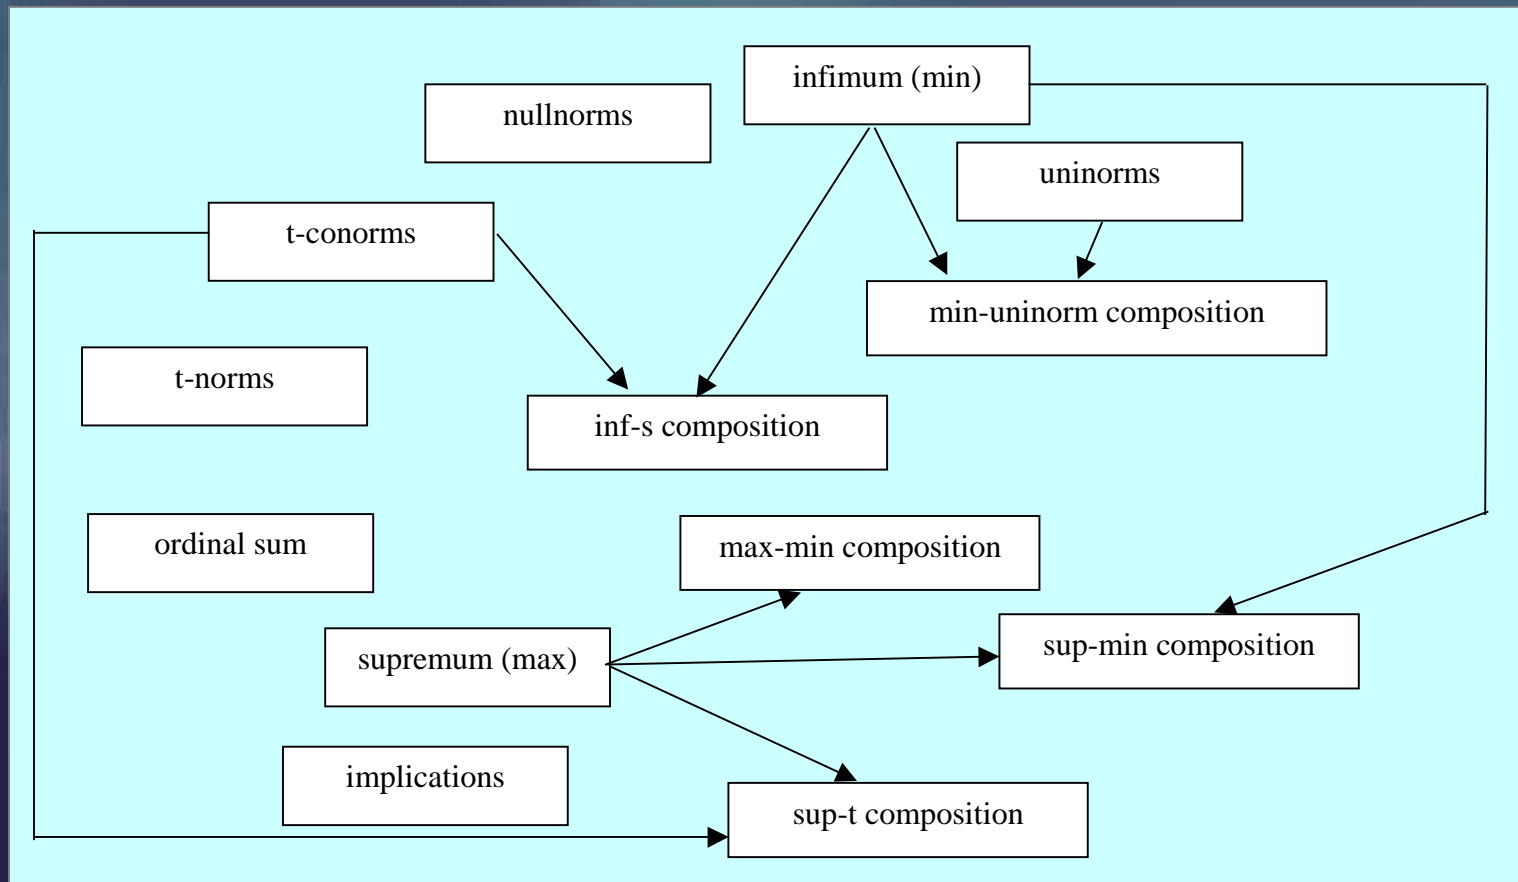 infimum (min)
nullnorms
uninorms
t-conorms
min-uninorm composition
t-norms
inf-s composition
ordinal sum
max-min composition
supremum (max)
sup-min composition
implications
sup-t composition